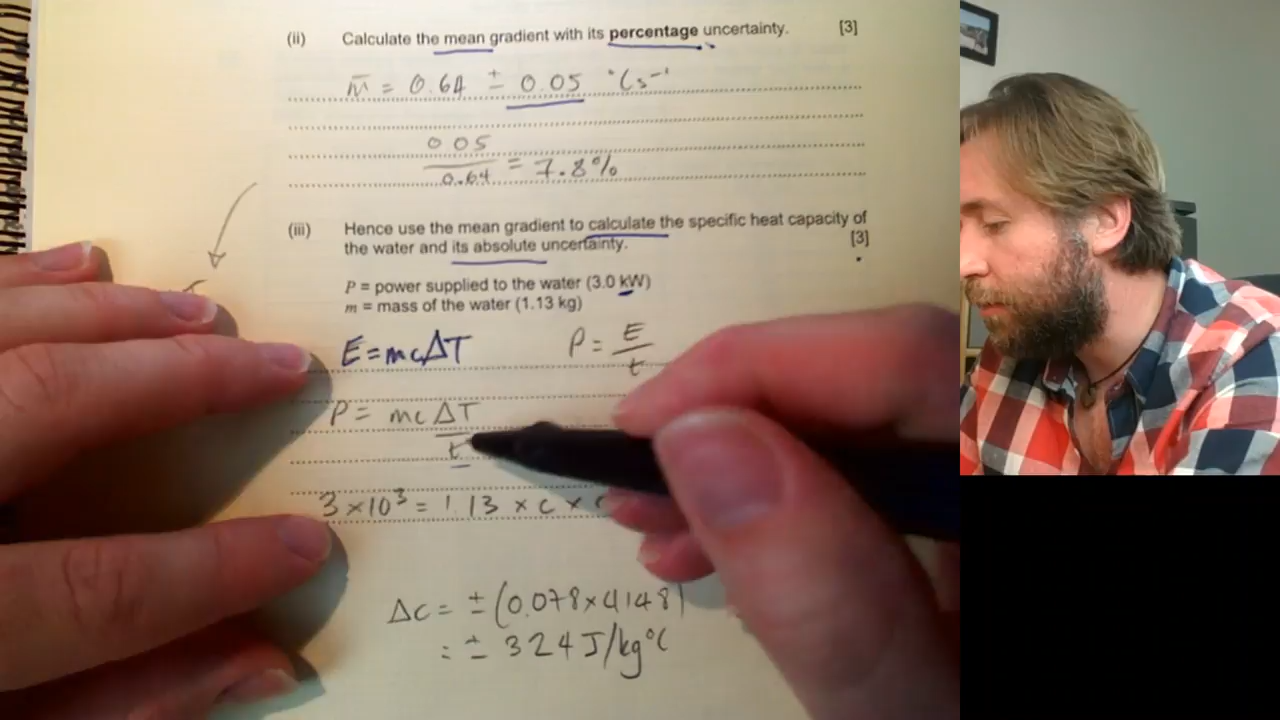 (ii) Calculate the mean gradient with its percentage uncertainty. [3]
m̄ = 0.64 ± 0.05 °Cs⁻¹
0.05
0.64
= 7.8%
(iii) Hence use the mean gradient to calculate the specific heat capacity of
the water and its absolute uncertainty. [3]
P = power supplied to the water (3.0 kW)
m = mass of the water (1.13 kg)
E = mcΔT P = E
t
P = mc ΔT
t
3 × 10³ = 1.13 × c ×
Δc = ± (0.078 × 4148)
= ± 324 J/kg°C